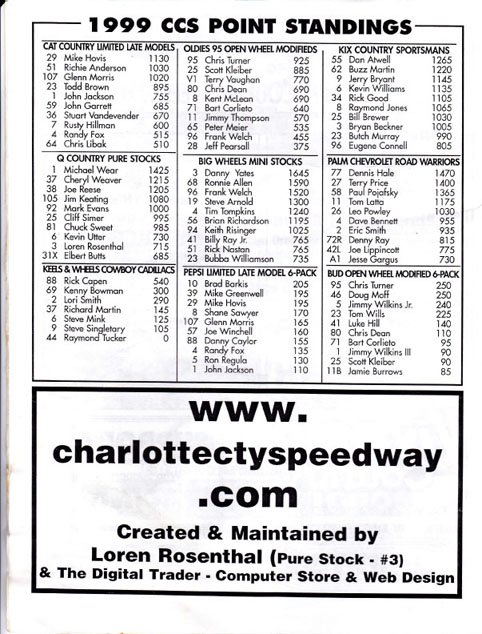 1999 CCS POINT STANDINGS
CAT COUNTRY LIMITED LATE MODELS
29 Mike Hovis 1130
51 Richie Anderson 1030
107 Glenn Morris 1020
23 Todd Brown 895
1 John Jackson 755
59 John Garrett 685
36 Stuart Vandevender 670
7 Rusty Hillman 600
4 Randy Fox 515
64 Chris Libak 510
OLDIES 95 OPEN WHEEL MODIFIEDS
95 Chris Turner 925
25 Scott Kleiber 885
V1 Terry Vaughan 770
80 Chris Dean 690
8 Kent McLean 690
71 Bart Corlieto 640
11 Jimmy Thompson 570
65 Peter Meier 535
96 Frank Welch 455
28 Jeff Pearsall 375
KIX COUNTRY SPORTSMANS
55 Dan Atwell 1265
62 Buzz Martin 1220
9 Jerry Bryant 1145
6 Kevin Williams 1135
34 Rick Good 1105
8 Raymond Jones 1065
25 Bill Brewer 1030
3 Bryan Beckner 1005
23 Butch Murray 990
96 Eugene Connell 805
Q COUNTRY PURE STOCKS
1 Michael Wear 1425
37 Cheryl Weaver 1215
38 Joe Reese 1205
105 Jim Keating 1080
92 Mark Evans 1000
25 Cliff Simer 995
81 Chuck Sweet 985
6 Kevin Utter 730
3 Loren Rosenthal 715
31X Elbert Butts 685
BIG WHEELS MINI STOCKS
3 Danny Yates 1645
68 Ronnie Allen 1590
96 Frank Welch 1520
19 Steve Arnold 1300
4 Tim Tompkins 1240
56 Brian Richardson 1195
94 Keith Risinger 1025
41 Billy Ray Jr. 765
51 Rick Nastan 765
23 Bubba Williamson 735
PALM CHEVROLET ROAD WARRIORS
77 Dennis Hale 1470
27 Terry Price 1400
58 Paul Pojafsky 1365
11 Tom Latta 1175
26 Leo Powley 1030
4 Dave Bennett 955
2 Eric Smith 935
72R Denny Ray 815
42L Joe Lippincott 775
A1 Jesse Gargus 730
KEELS & WHEELS COWBOY CADILLACS
88 Rick Capen 540
69 Kenny Bowman 300
2 Lori Smith 290
37 Richard Martin 145
6 Steve Mink 125
9 Steve Singletary 105
44 Raymond Tucker 0
PEPSI LIMITED LATE MODEL 6-PACK
10 Brad Barkis 205
39 Mike Greenwell 195
29 Mike Hovis 195
8 Shane Sawyer 170
107 Glenn Morris 165
57 Joe Winchell 160
88 Danny Caylor 155
4 Randy Fox 135
5 Ron Regula 130
1 John Jackson 110
BUD OPEN WHEEL MODIFIED 6-PACK
95 Chris Turner 250
46 Doug Moff 250
5 Jimmy Wilkins Jr. 240
23 Tom Wills 225
41 Luke Hill 140
80 Chris Dean 110
71 Bart Corlieto 95
1 Jimmy Wilkins III 90
25 Scott Kleiber 90
11B Jamie Burrows 85
www.
charlottectyspeedway
.com
Created & Maintained by
Loren Rosenthal (Pure Stock - #3)
& The Digital Trader - Computer Store & Web Design